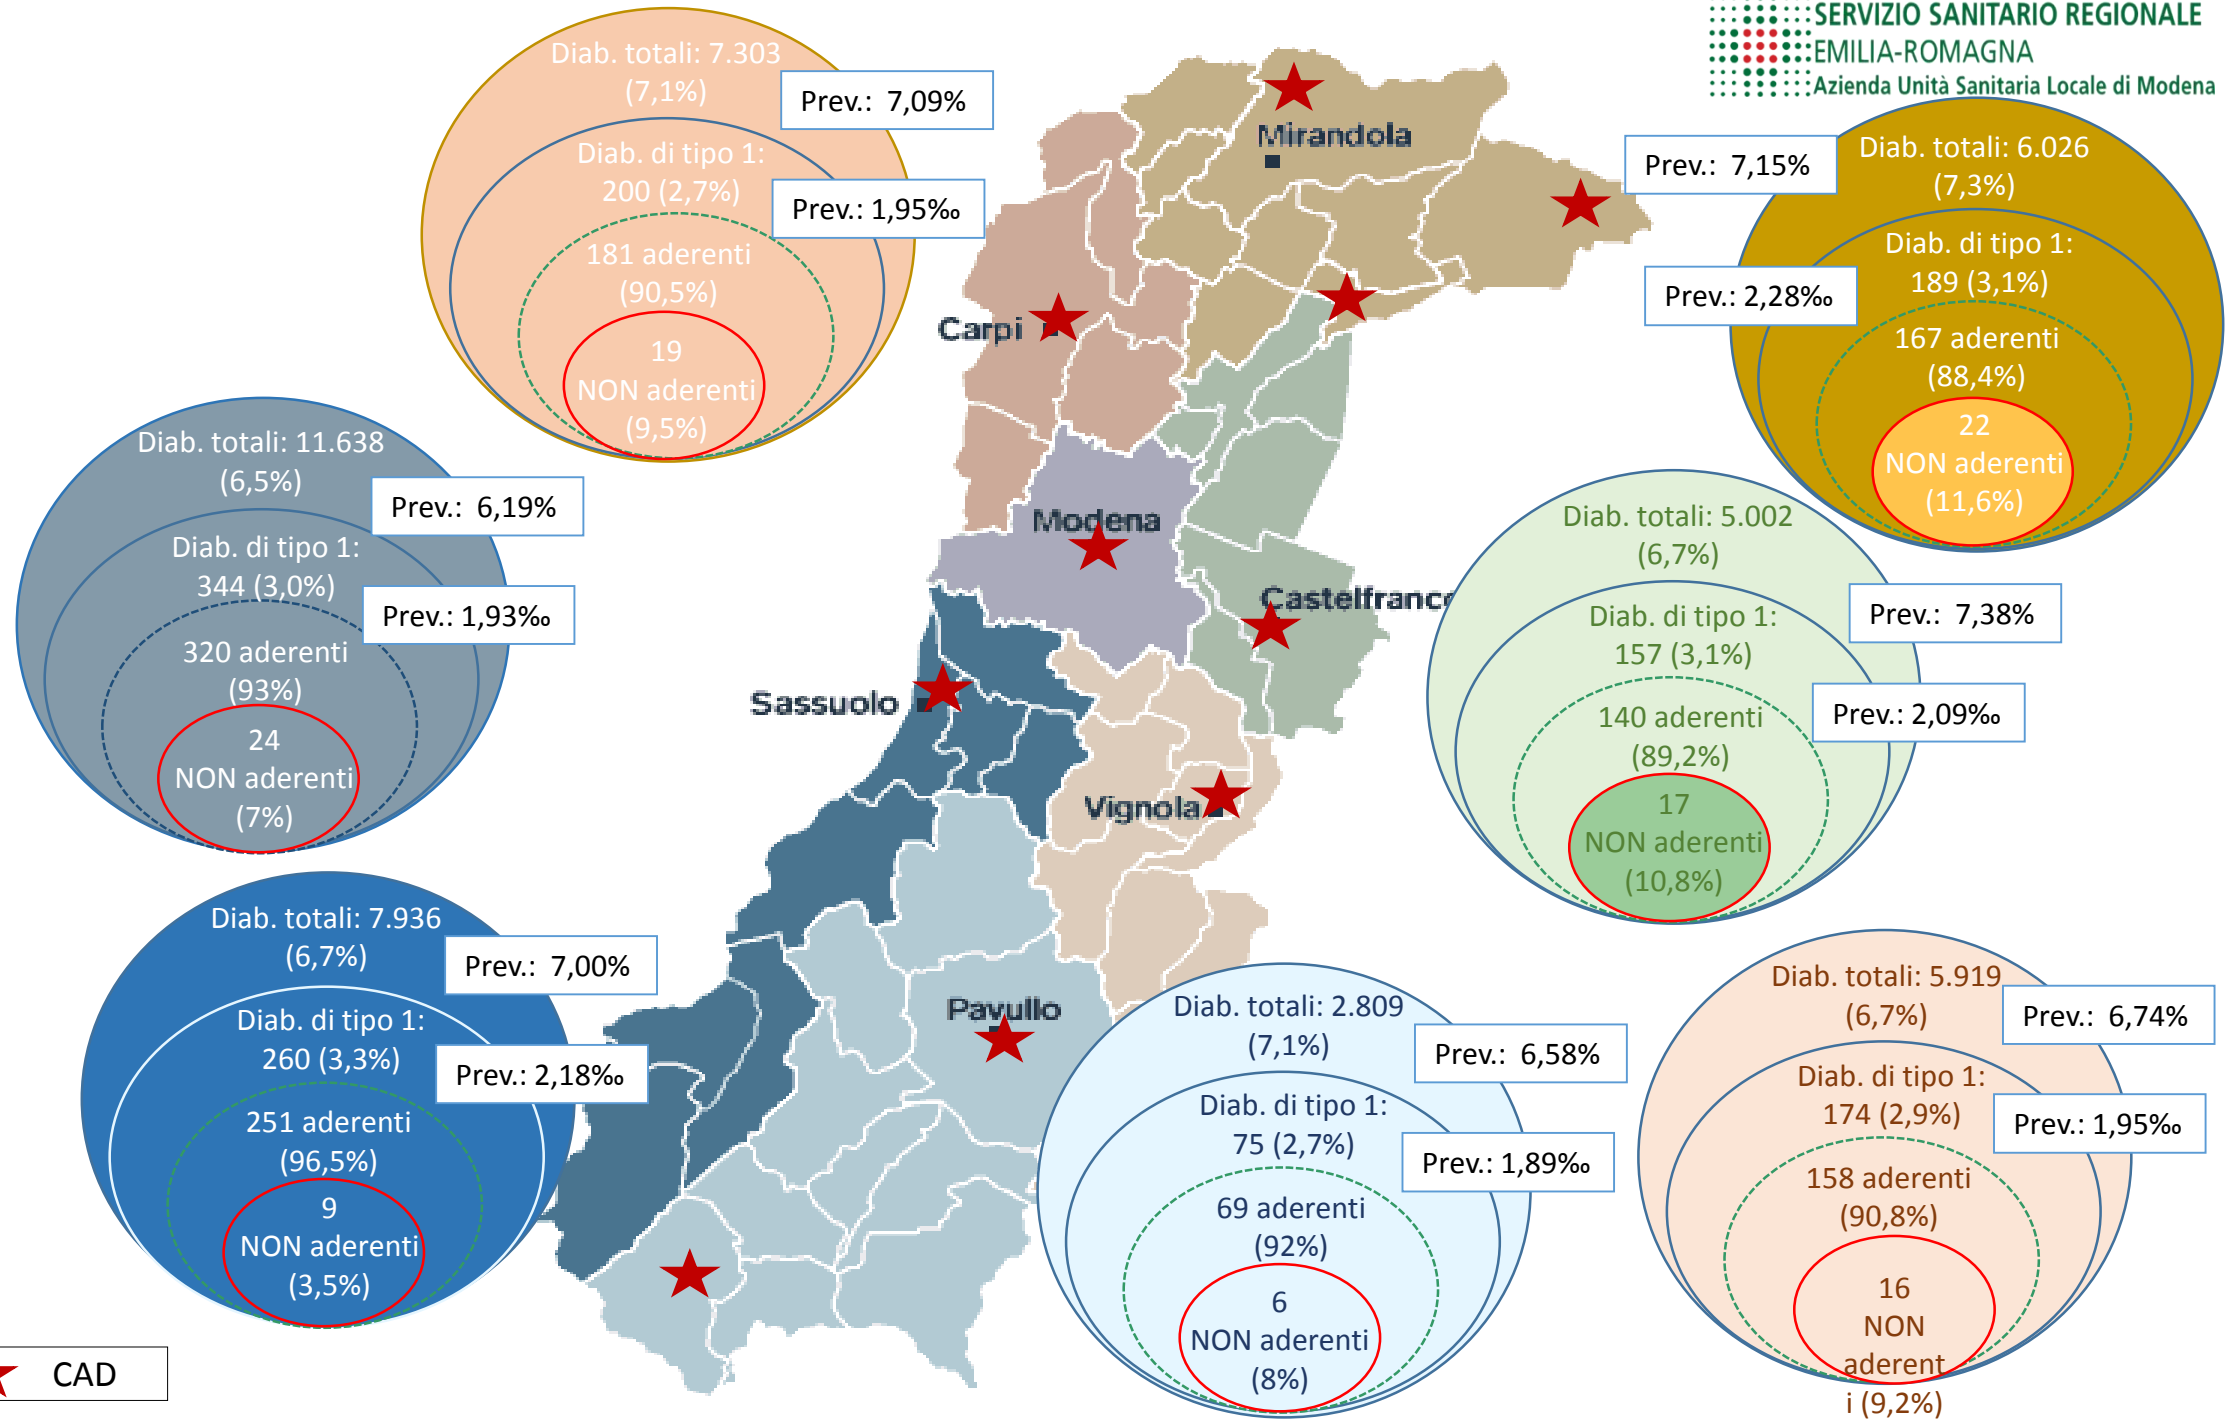 SERVIZIO SANITARIO REGIONALE
EMILIA-ROMAGNA
Azienda Unità Sanitaria Locale di Modena
Diab. totali: 7.303
(7,1%)
Prev.: 7,09%
Diab. di tipo 1:
200 (2,7%)
Prev.: 1,95‰
181 aderenti
(90,5%)
19
NON aderenti
(9,5%)
Diab. totali: 6.026
(7,3%)
Prev.: 7,15%
Diab. di tipo 1:
189 (3,1%)
Prev.: 2,28‰
167 aderenti
(88,4%)
22
NON aderenti
(11,6%)
Mirandola
Carpi
Modena
Castelfranco
Sassuolo
Vignola
Pavullo
Diab. totali: 11.638
(6,5%)
Prev.: 6,19%
Diab. di tipo 1:
344 (3,0%)
Prev.: 1,93‰
320 aderenti
(93%)
24
NON aderenti
(7%)
Diab. totali: 5.002
(6,7%)
Prev.: 7,38%
Diab. di tipo 1:
157 (3,1%)
Prev.: 2,09‰
140 aderenti
(89,2%)
17
NON aderenti
(10,8%)
Diab. totali: 7.936
(6,7%)
Prev.: 7,00%
Diab. di tipo 1:
260 (3,3%)
Prev.: 2,18‰
251 aderenti
(96,5%)
9
NON aderenti
(3,5%)
Diab. totali: 2.809
(7,1%)
Prev.: 6,58%
Diab. di tipo 1:
75 (2,7%)
Prev.: 1,89‰
69 aderenti
(92%)
6
NON aderenti
(8%)
Diab. totali: 5.919
(6,7%)
Prev.: 6,74%
Diab. di tipo 1:
174 (2,9%)
Prev.: 1,95‰
158 aderenti
(90,8%)
16
NON
aderent
i (9,2%)
CAD